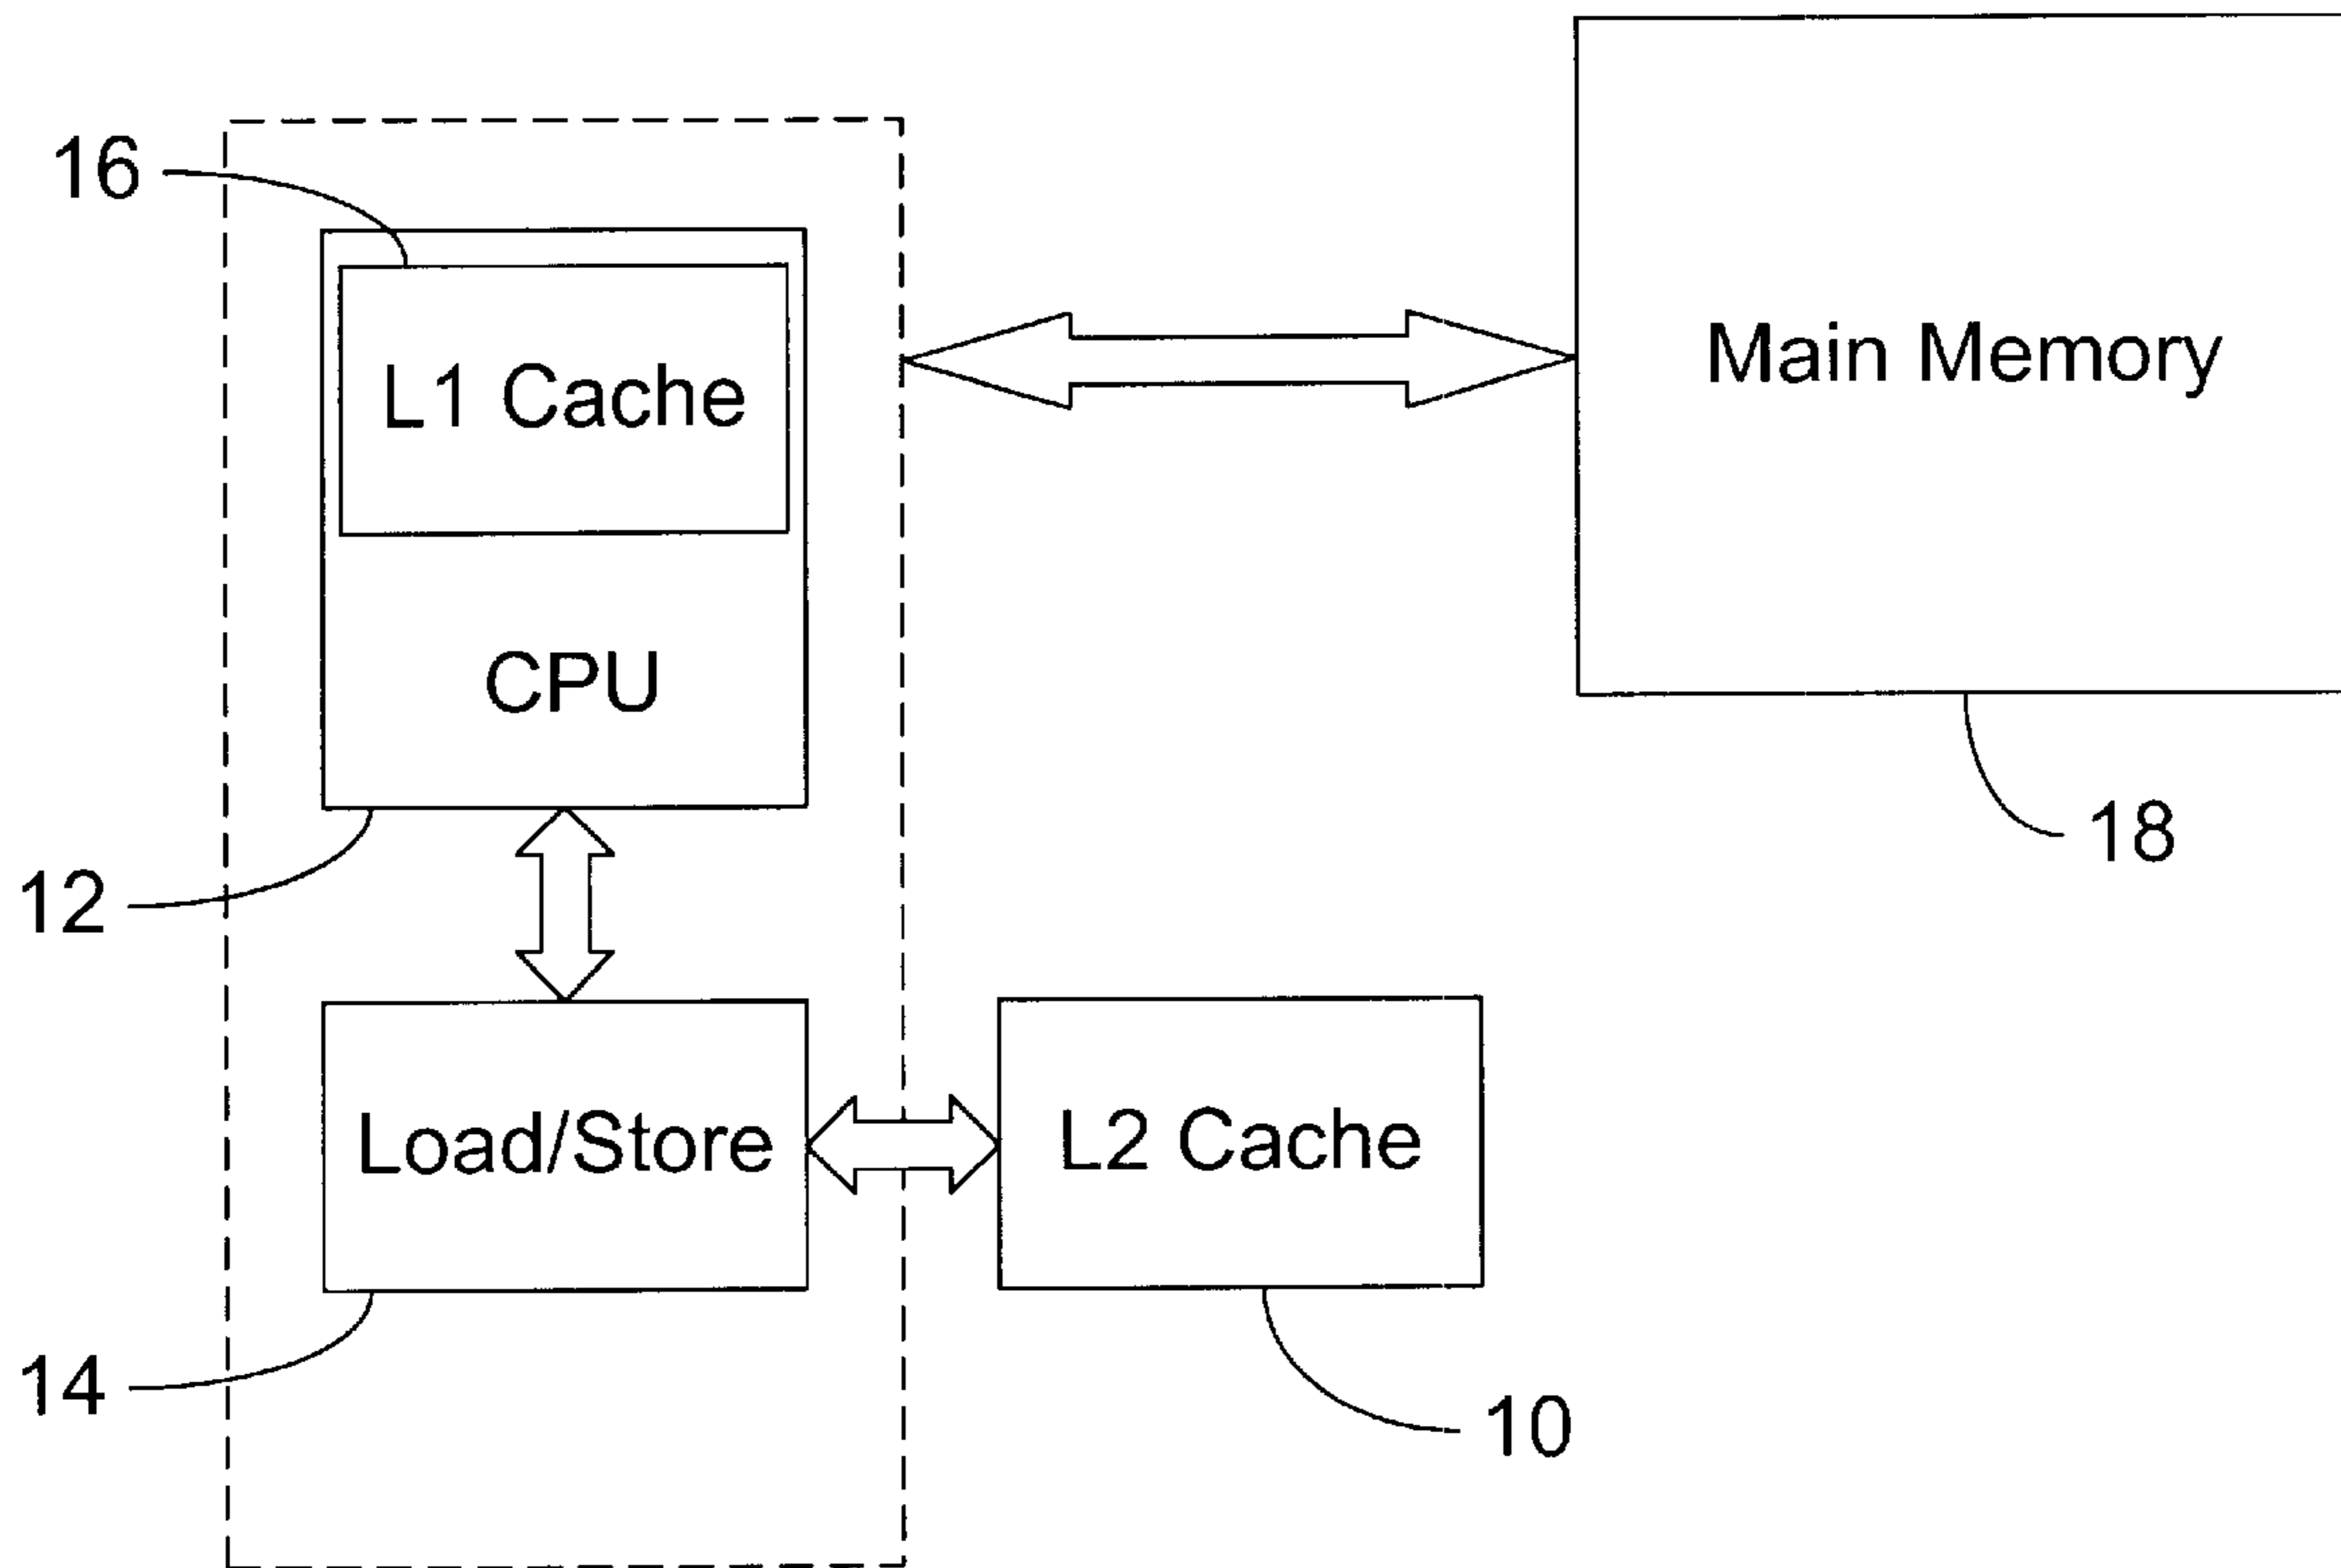 16
L1 Cache
Main Memory
CPU
18
12
Load/Store
L2 Cache
14
10